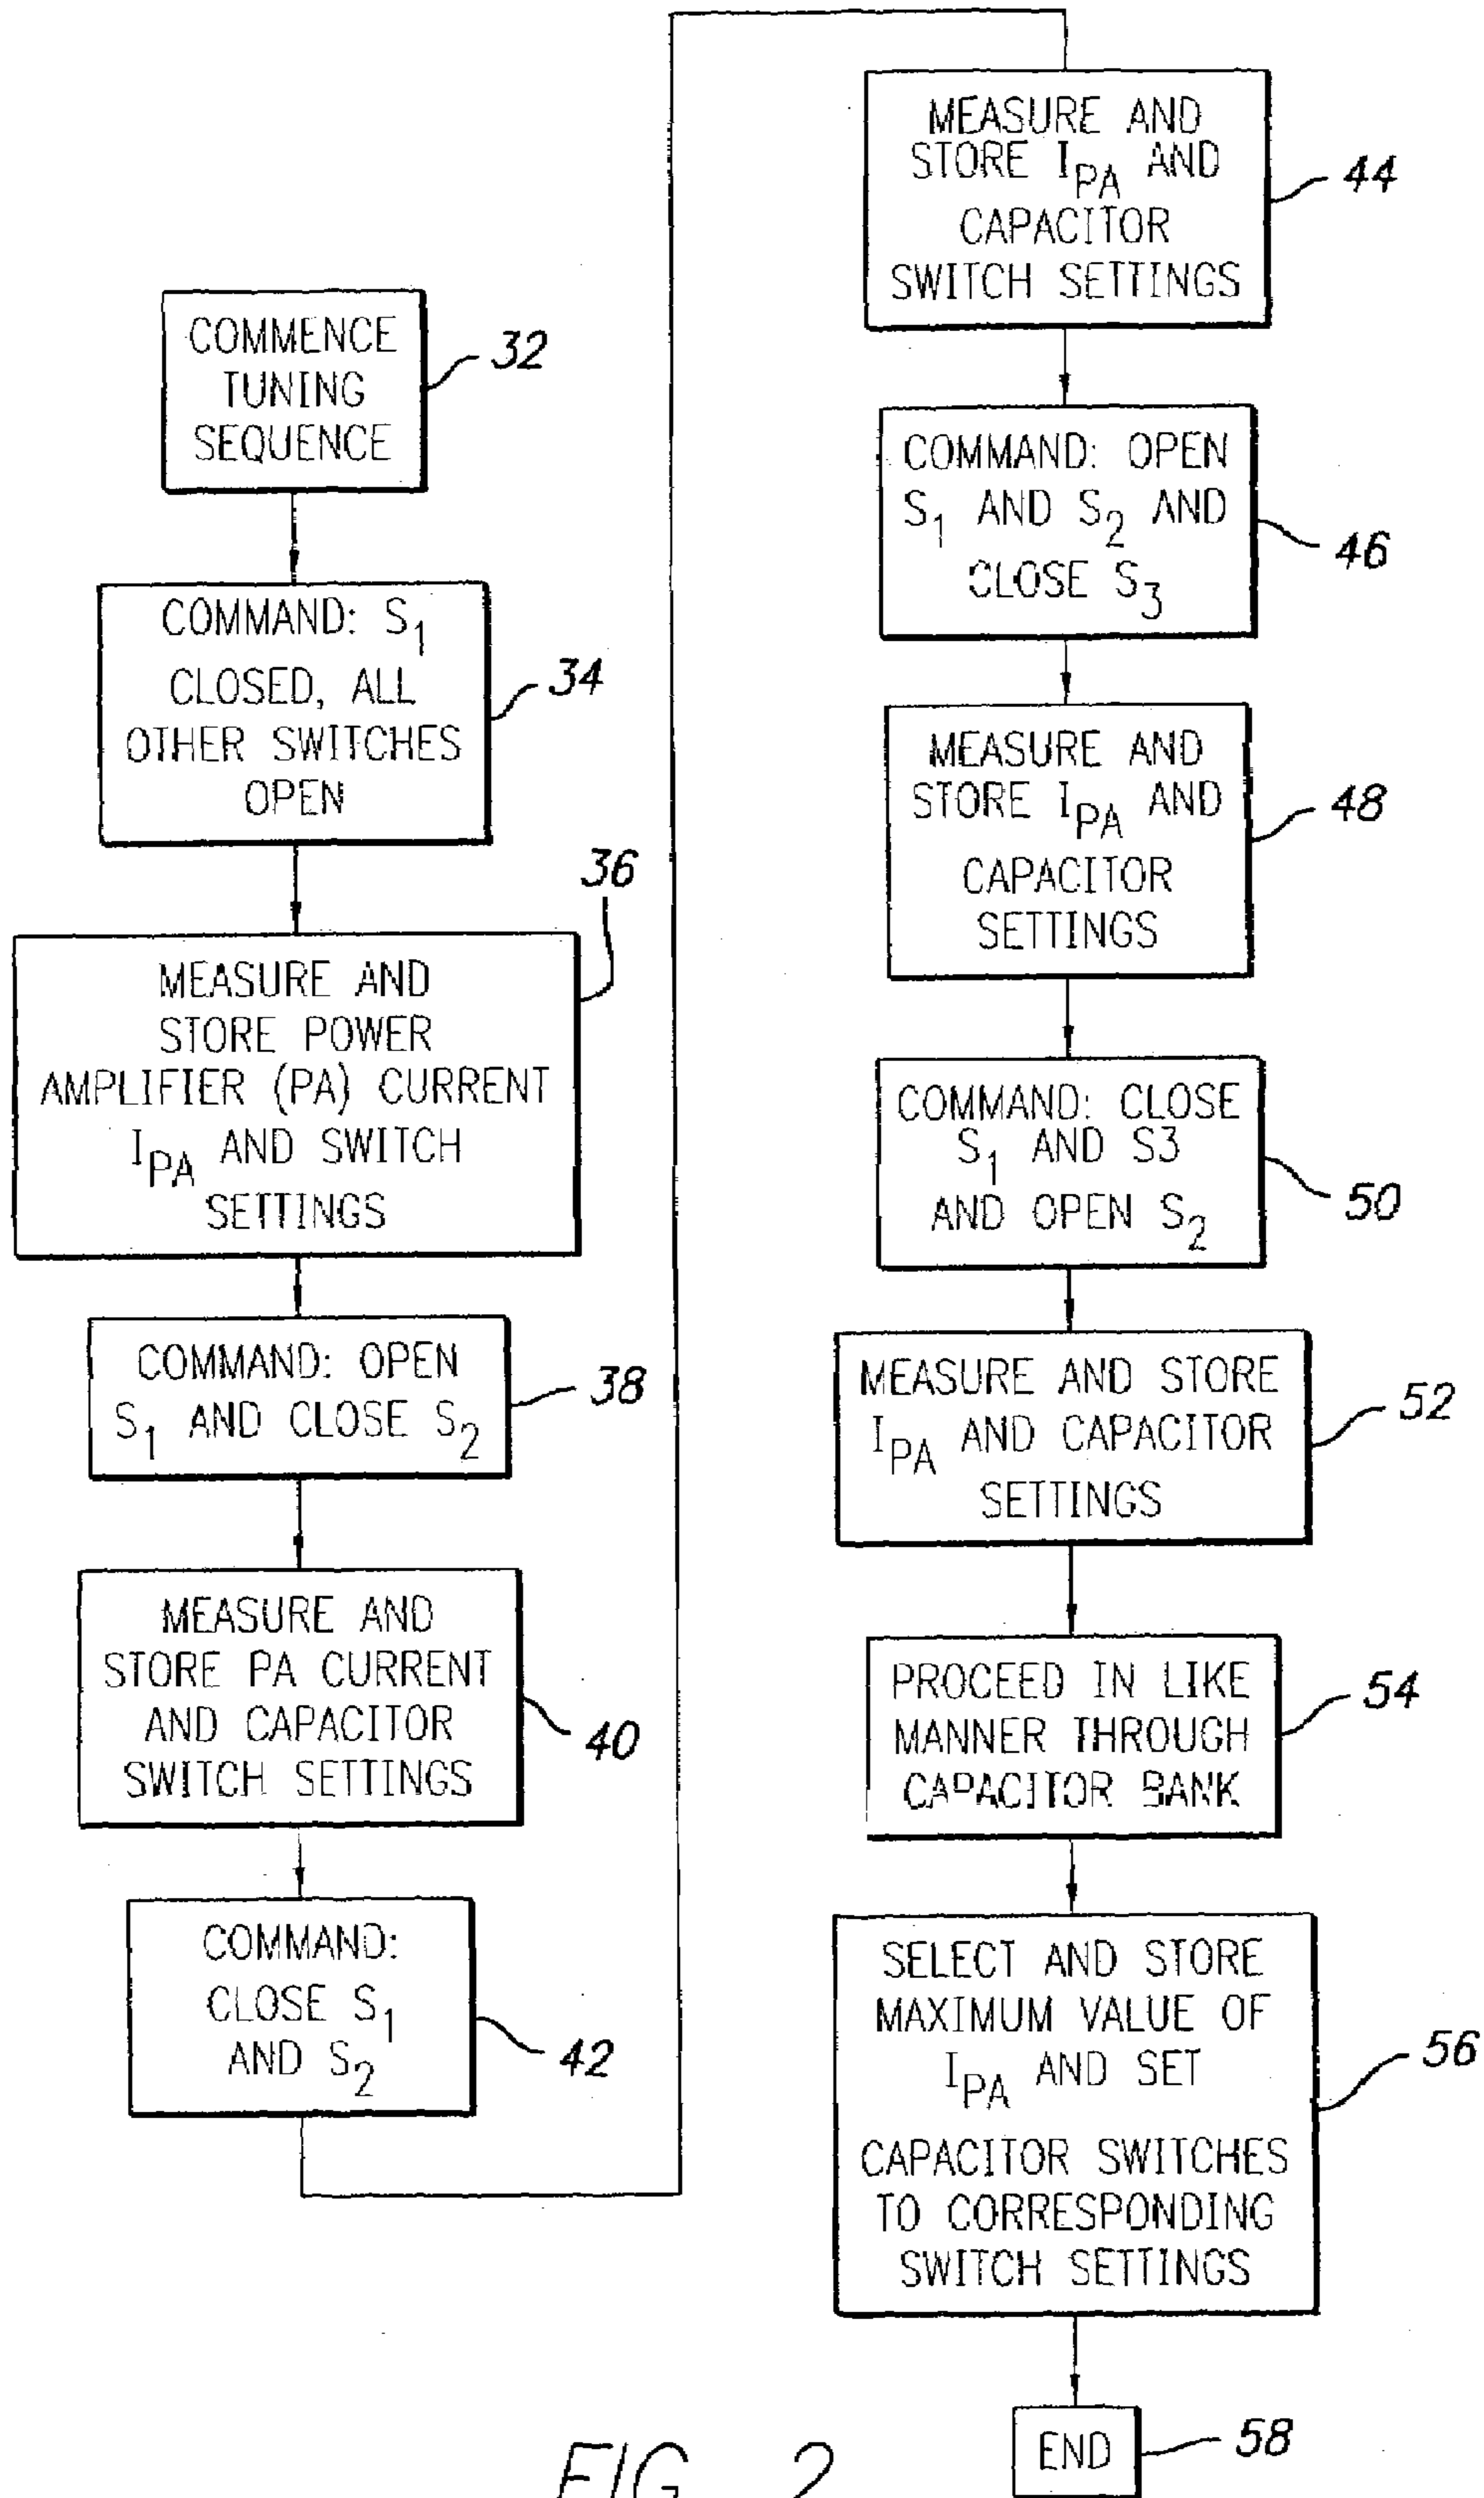 COMMENCE
TUNING
SEQUENCE
32
COMMAND: S1
CLOSED, ALL
OTHER SWITCHES
OPEN
34
MEASURE AND
STORE POWER
AMPLIFIER (PA) CURRENT
IPA AND SWITCH
SETTINGS
36
COMMAND: OPEN
S1 AND CLOSE S2
38
MEASURE AND
STORE PA CURRENT
AND CAPACITOR
SWITCH SETTINGS
40
COMMAND:
CLOSE S1
AND S2
42
MEASURE AND
STORE IPA AND
CAPACITOR
SWITCH SETTINGS
44
COMMAND: OPEN
S1 AND S2 AND
CLOSE S3
46
MEASURE AND
STORE IPA AND
CAPACITOR
SETTINGS
48
COMMAND: CLOSE
S1 AND S3
AND OPEN S2
50
MEASURE AND STORE
IPA AND CAPACITOR
SETTINGS
52
PROCEED IN LIKE
MANNER THROUGH
CAPACITOR BANK
54
SELECT AND STORE
MAXIMUM VALUE OF
IPA AND SET
CAPACITOR SWITCHES
TO CORRESPONDING
SWITCH SETTINGS
56
END
58
FIG. 2